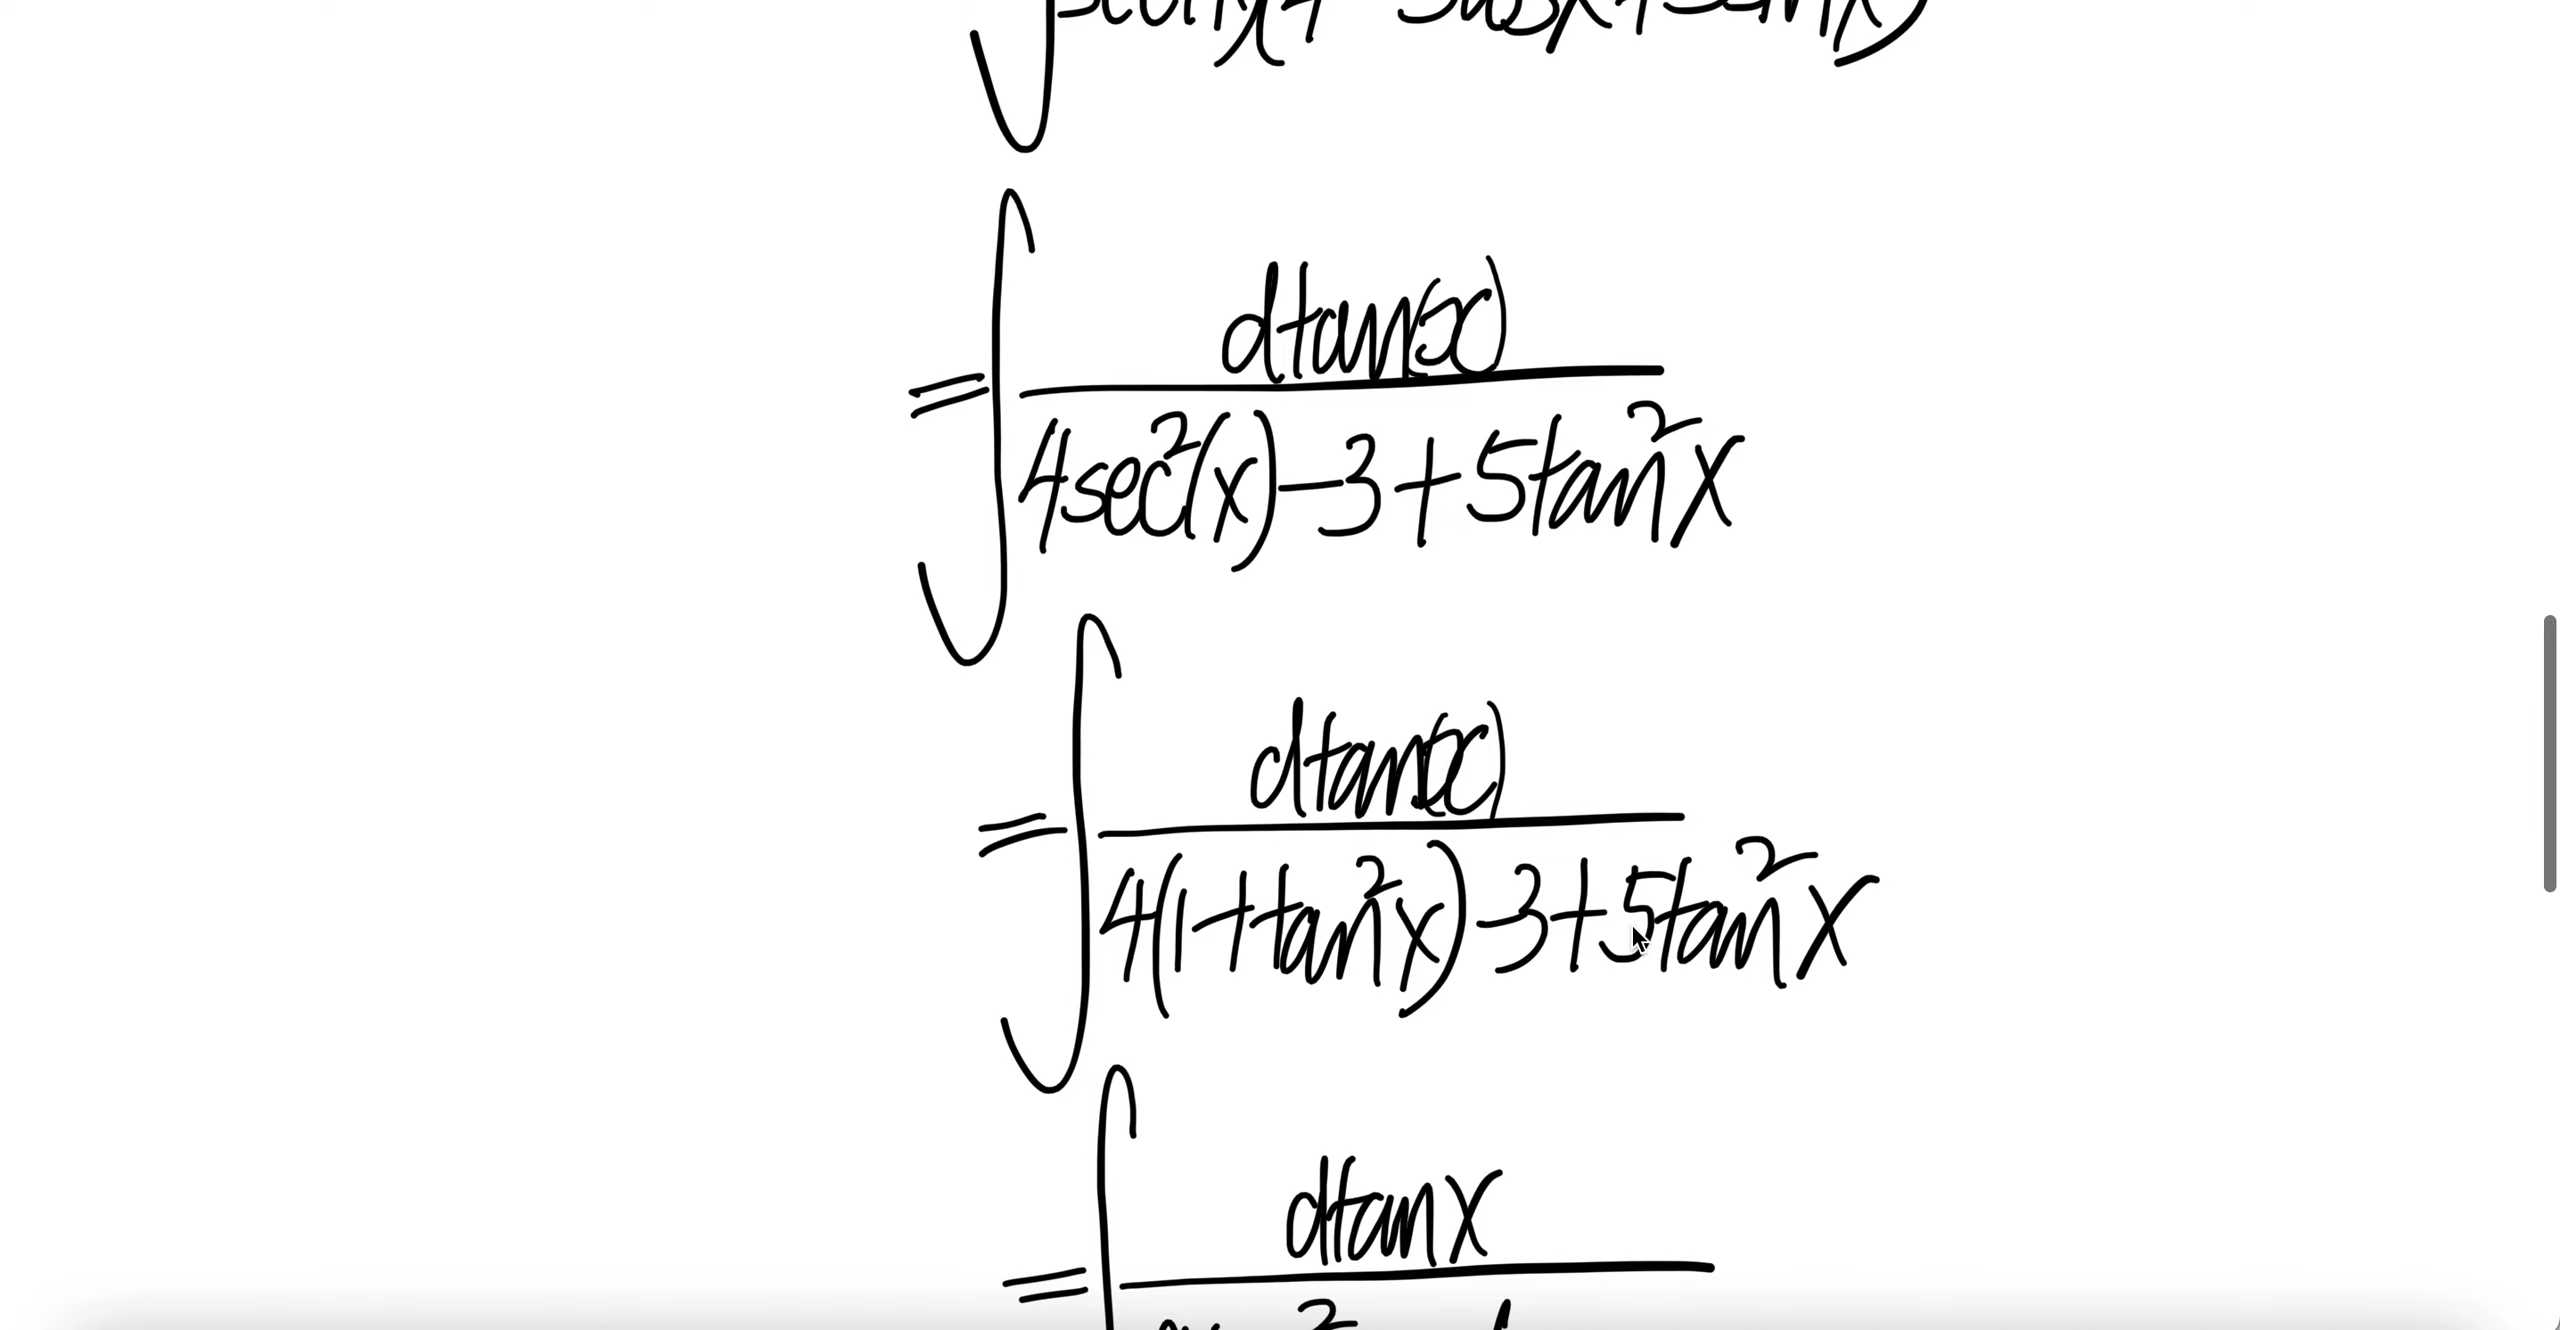 = ∫ dtan(x) / 4sec²(x)-3+5tan²x
= ∫ dtan(x) / 4(1+tan²x)-3+5tan²x
= ∫ dtanx